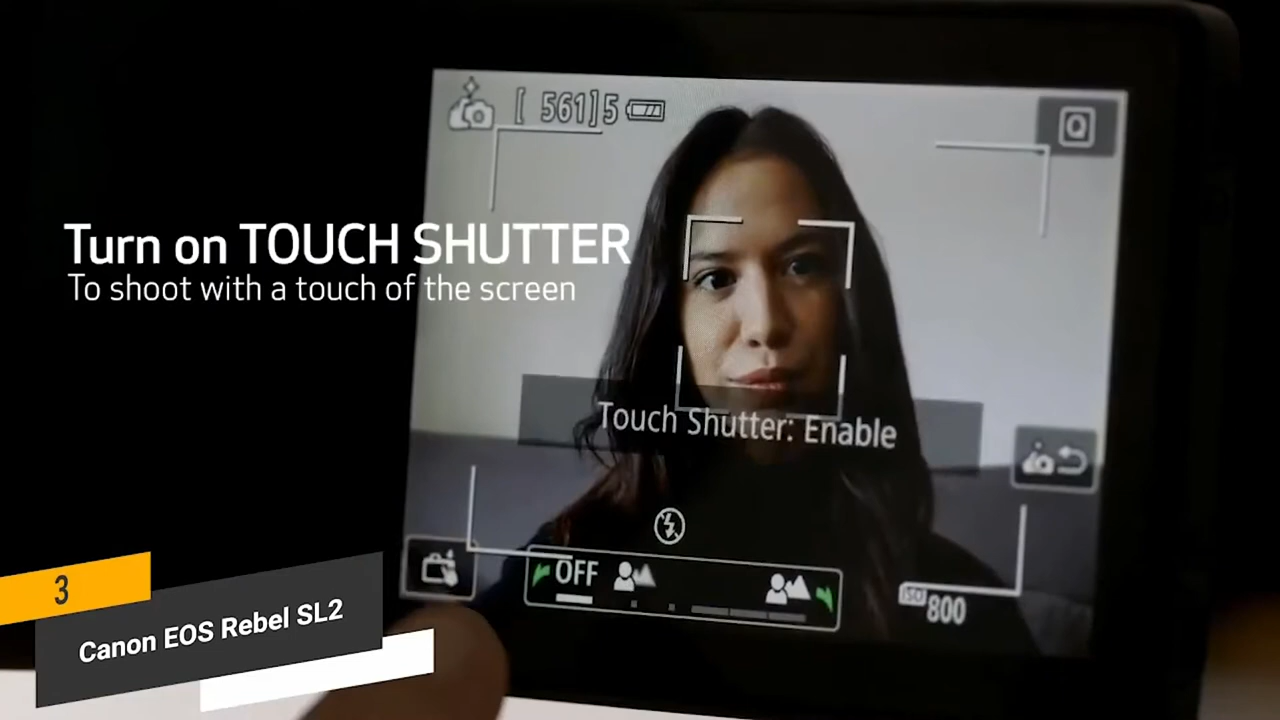 [ 561]5
Q
Turn on TOUCH SHUTTER
To shoot with a touch of the screen
Touch Shutter: Enable
OFF
ISO 800
3
Canon EOS Rebel SL2